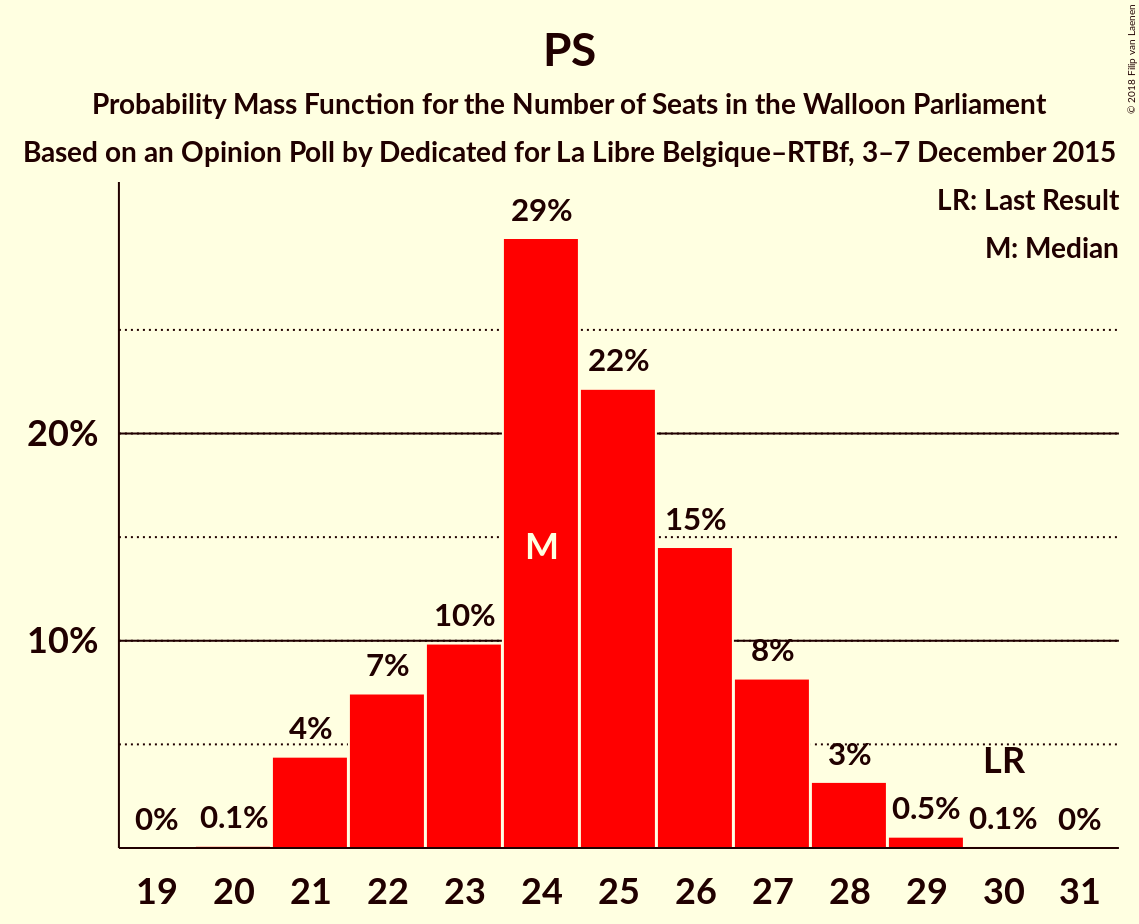 PS
Probability Mass Function for the Number of Seats in the Walloon Parliament
Based on an Opinion Poll by Dedicated for La Libre Belgique–RTBf, 3–7 December 2015
© 2018 Filip van Laenen
LR: Last Result
M: Median
29%
22%
20%
15%
M
10%
10%
8%
7%
4%
3%
LR
0%
0.1%
0.5%
0.1%
0%
19 20 21 22 23 24 25 26 27 28 29 30 31